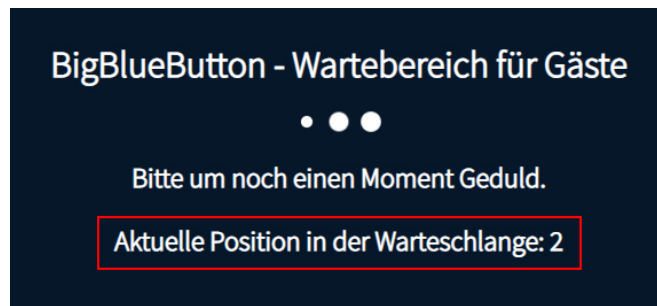 BigBlueButton - Wartebereich für Gäste
Bitte um noch einen Moment Geduld.
Aktuelle Position in der Warteschlange: 2